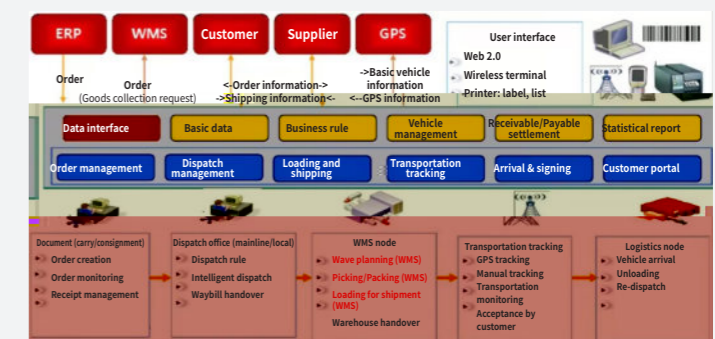 ERP
WMS
Customer
Supplier
GPS
User interface
Web 2.0
Wireless terminal
Printer: label, list
Order
Order
(Goods collection request)
<-Order information->
->Shipping information<-
->Basic vehicle
information
<--GPS information
Data interface
Basic data
Business rule
Vehicle
management
Receivable/Payable
settlement
Statistical report
Order management
Dispatch
management
Loading and
shipping
Transportation
tracking
Arrival & signing
Customer portal
Document (carry/consignment)
Order creation
Order monitoring
Receipt management
Dispatch office (mainline/local)
Dispatch rule
Intelligent dispatch
Waybill handover
WMS node
Wave planning (WMS)
Picking/Packing (WMS)
Loading for shipment
(WMS)
Warehouse handover
Transportation tracking
GPS tracking
Manual tracking
Transportation
monitoring
Acceptance by
customer
Logistics node
Vehicle arrival
Unloading
Re-dispatch